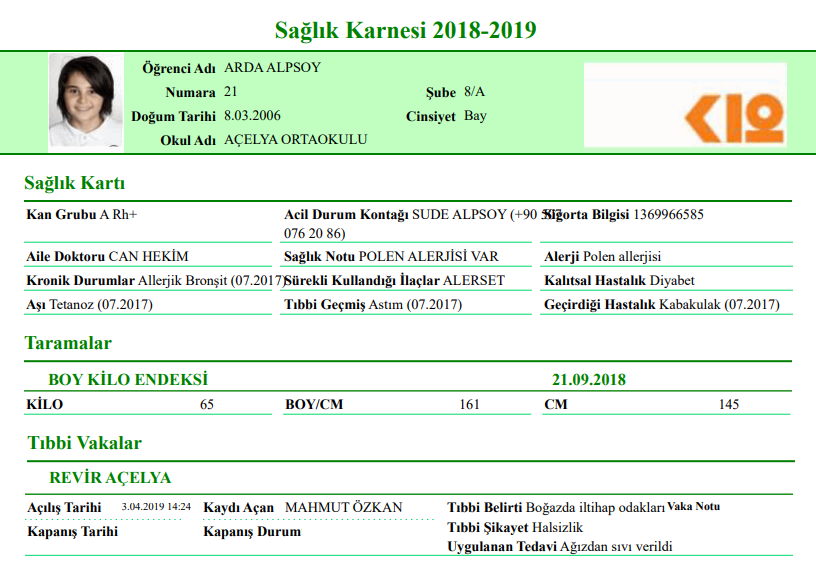 Sağlık Karnesi 2018-2019
Öğrenci Adı ARDA ALPSOY
Numara 21 Şube 8/A
Doğum Tarihi 8.03.2006 Cinsiyet Bay
Okul Adı AÇELYA ORTAOKULU
K12
Sağlık Kartı
Kan Grubu A Rh+ Acil Durum Kontağı SUDE ALPSOY (+90 Sigorta Bilgisi 1369966585
076 20 86)
Aile Doktoru CAN HEKİM Sağlık Notu POLEN ALERJİSİ VAR Alerji Polen allerjisi
Kronik Durumlar Allerjik Bronşit (07.2017) Sürekli Kullandığı İlaçlar ALERSET Kalıtsal Hastalık Diyabet
Aşı Tetanoz (07.2017) Tıbbi Geçmiş Astım (07.2017) Geçirdiği Hastalık Kabakulak (07.2017)
Taramalar
BOY KİLO ENDEKSİ 21.09.2018
KİLO 65 BOY/CM 161 CM 145
Tıbbi Vakalar
REVİR AÇELYA
Açılış Tarihi 3.04.2019 14:24 Kaydı Açan MAHMUT ÖZKAN Tıbbi Belirti Boğazda iltihap odakları Vaka Notu
Kapanış Tarihi Kapanış Durum Tıbbi Şikayet Halsizlik
Uygulanan Tedavi Ağızdan sıvı verildi